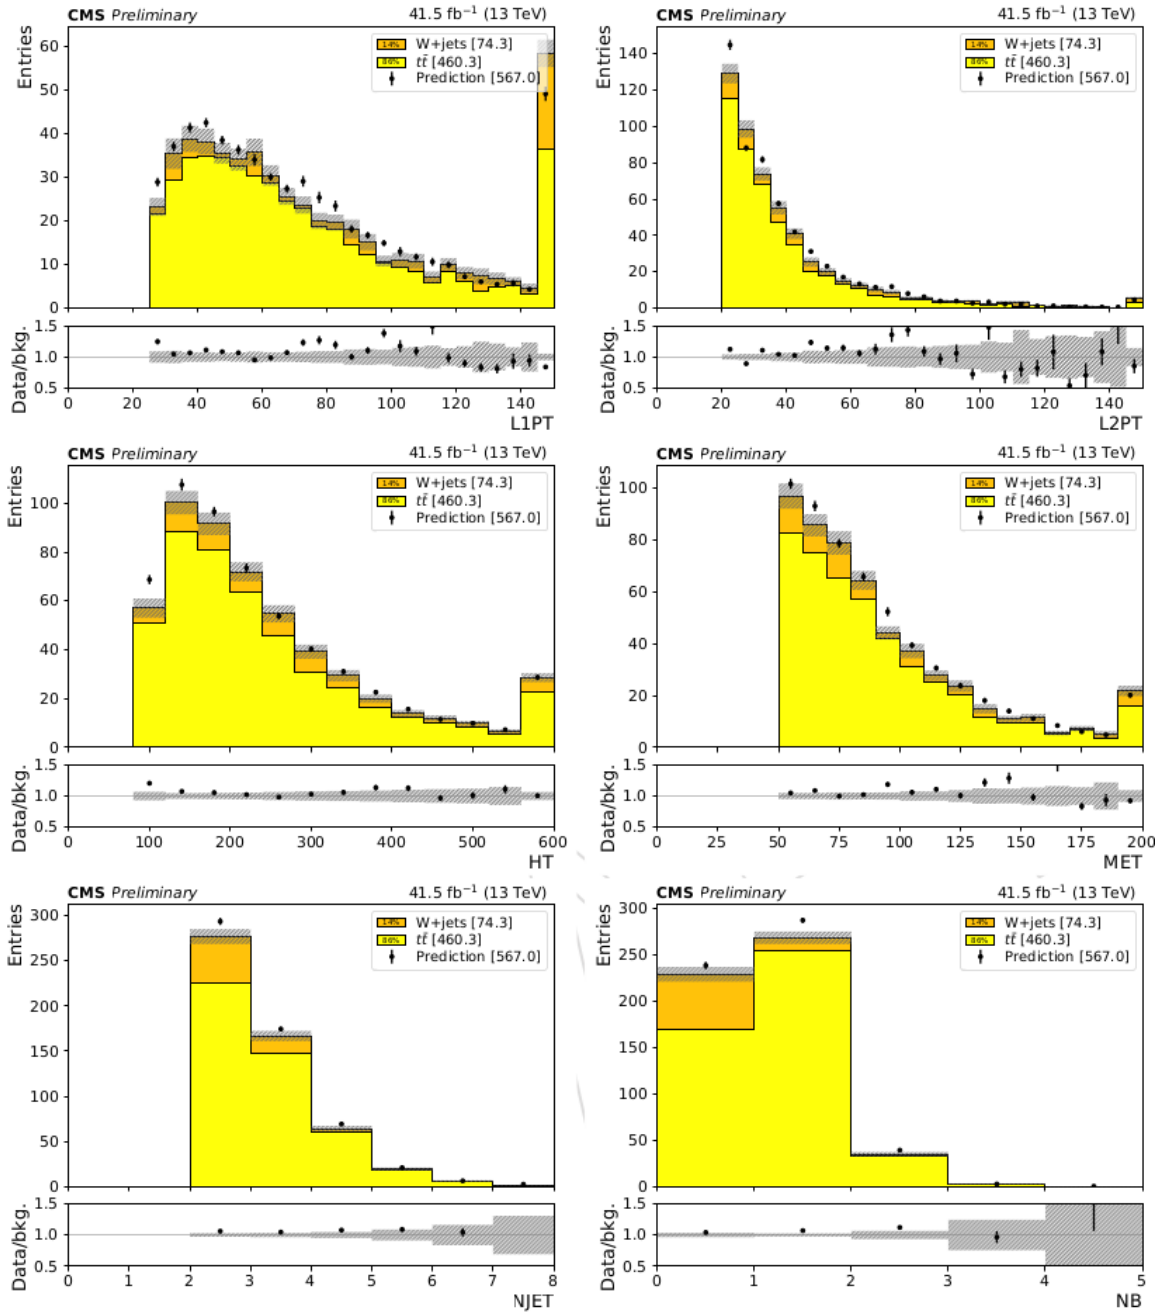 CMS Preliminary 41.5 fb⁻¹ (13 TeV)
Entries
60
50
40
30
20
10
0
14% W+jets [74.3]
86% tt̄ [460.3]
Prediction [567.0]
Data/bkg.
1.5
1.0
0.5
0 20 40 60 80 100 120 140
L1PT
CMS Preliminary 41.5 fb⁻¹ (13 TeV)
Entries
140
120
100
80
60
40
20
0
14% W+jets [74.3]
86% tt̄ [460.3]
Prediction [567.0]
Data/bkg.
1.5
1.0
0.5
0 20 40 60 80 100 120 140
L2PT
CMS Preliminary 41.5 fb⁻¹ (13 TeV)
Entries
100
80
60
40
20
0
14% W+jets [74.3]
86% tt̄ [460.3]
Prediction [567.0]
Data/bkg.
1.5
1.0
0.5
0 100 200 300 400 500 600
HT
CMS Preliminary 41.5 fb⁻¹ (13 TeV)
Entries
100
80
60
40
20
0
14% W+jets [74.3]
86% tt̄ [460.3]
Prediction [567.0]
Data/bkg.
1.5
1.0
0.5
0 25 50 75 100 125 150 175 200
MET
CMS Preliminary 41.5 fb⁻¹ (13 TeV)
Entries
300
250
200
150
100
50
0
14% W+jets [74.3]
86% tt̄ [460.3]
Prediction [567.0]
Data/bkg.
1.5
1.0
0.5
0 1 2 3 4 5 6 7 8
NJET
CMS Preliminary 41.5 fb⁻¹ (13 TeV)
Entries
300
250
200
150
100
50
0
14% W+jets [74.3]
86% tt̄ [460.3]
Prediction [567.0]
Data/bkg.
1.5
1.0
0.5
0 1 2 3 4 5
NB